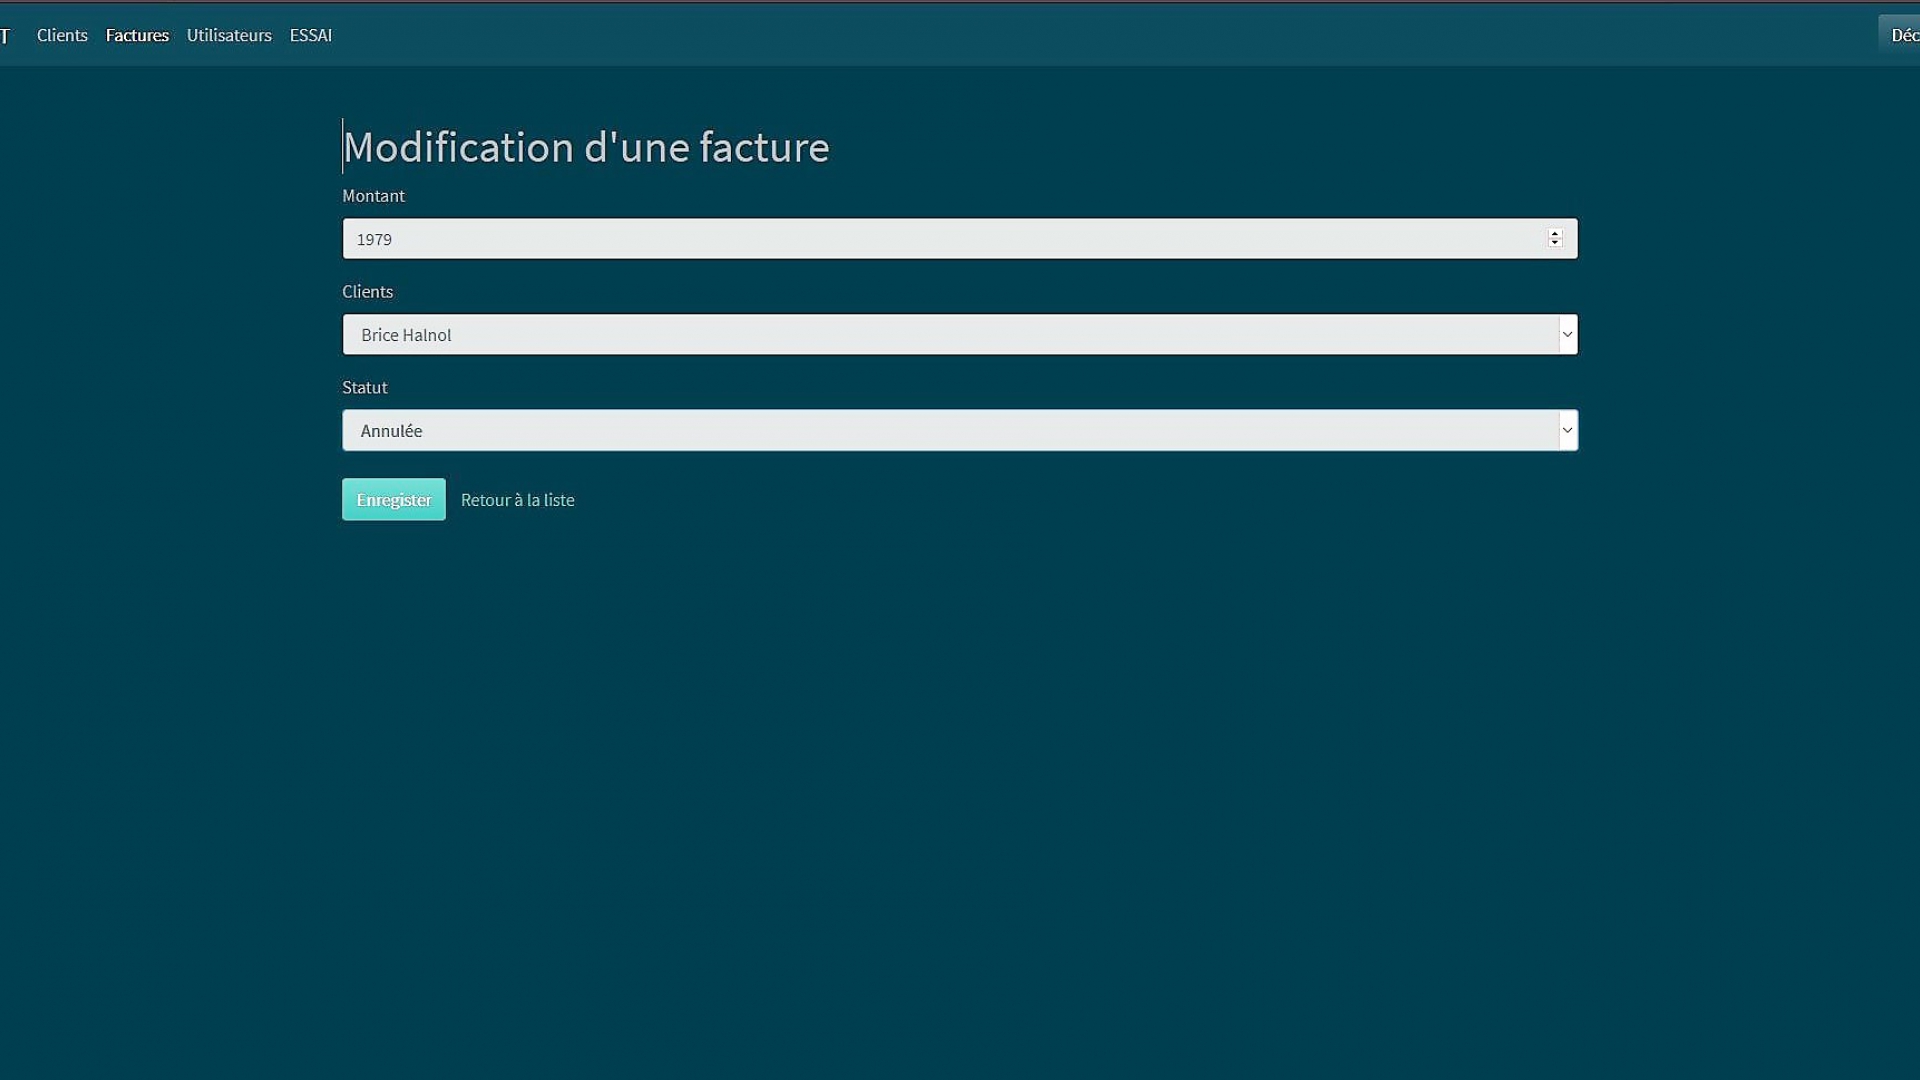 T Clients Factures Utilisateurs ESSAI Déc
Modification d'une facture
Montant
1979
Clients
Brice Halnol
Statut
Annulée
Enregister Retour à la liste